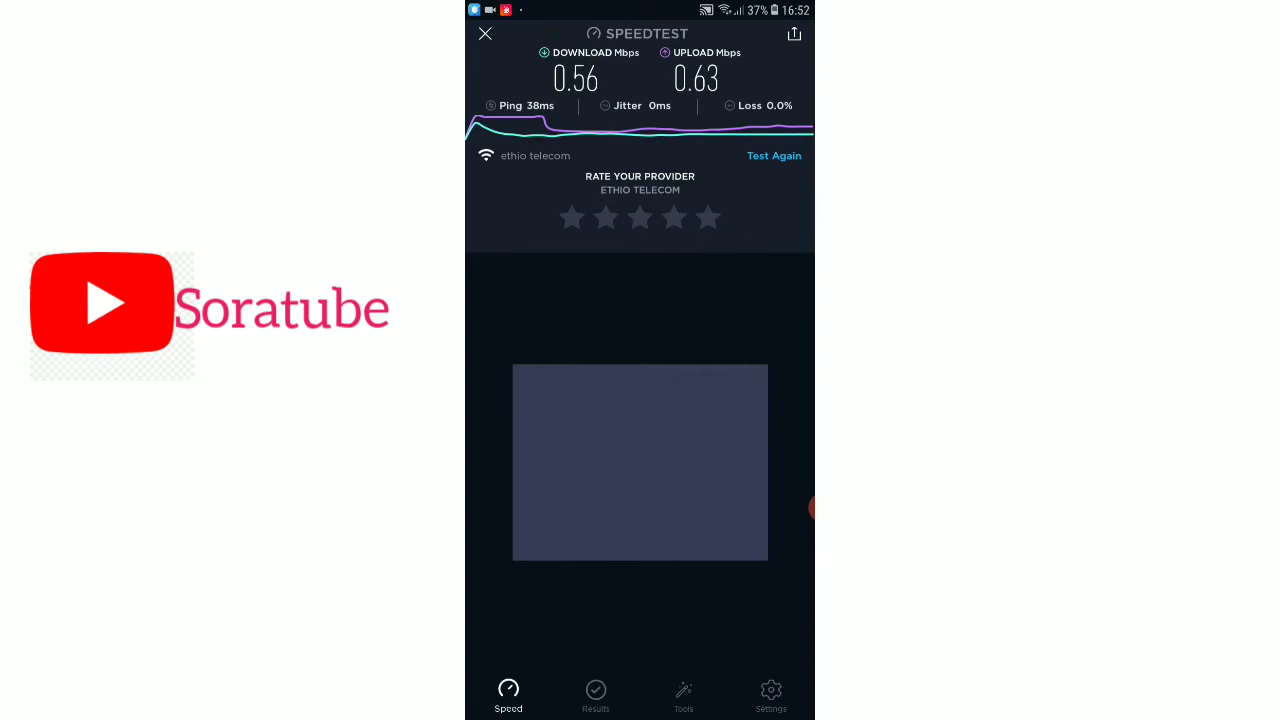 37% 16:52
SPEEDTEST
DOWNLOAD Mbps UPLOAD Mbps
0.56 0.63
Ping 38ms Jitter 0ms Loss 0.0%
ethio telecom Test Again
RATE YOUR PROVIDER
ETHIO TELECOM
Soratube
Speed Results Tools Settings